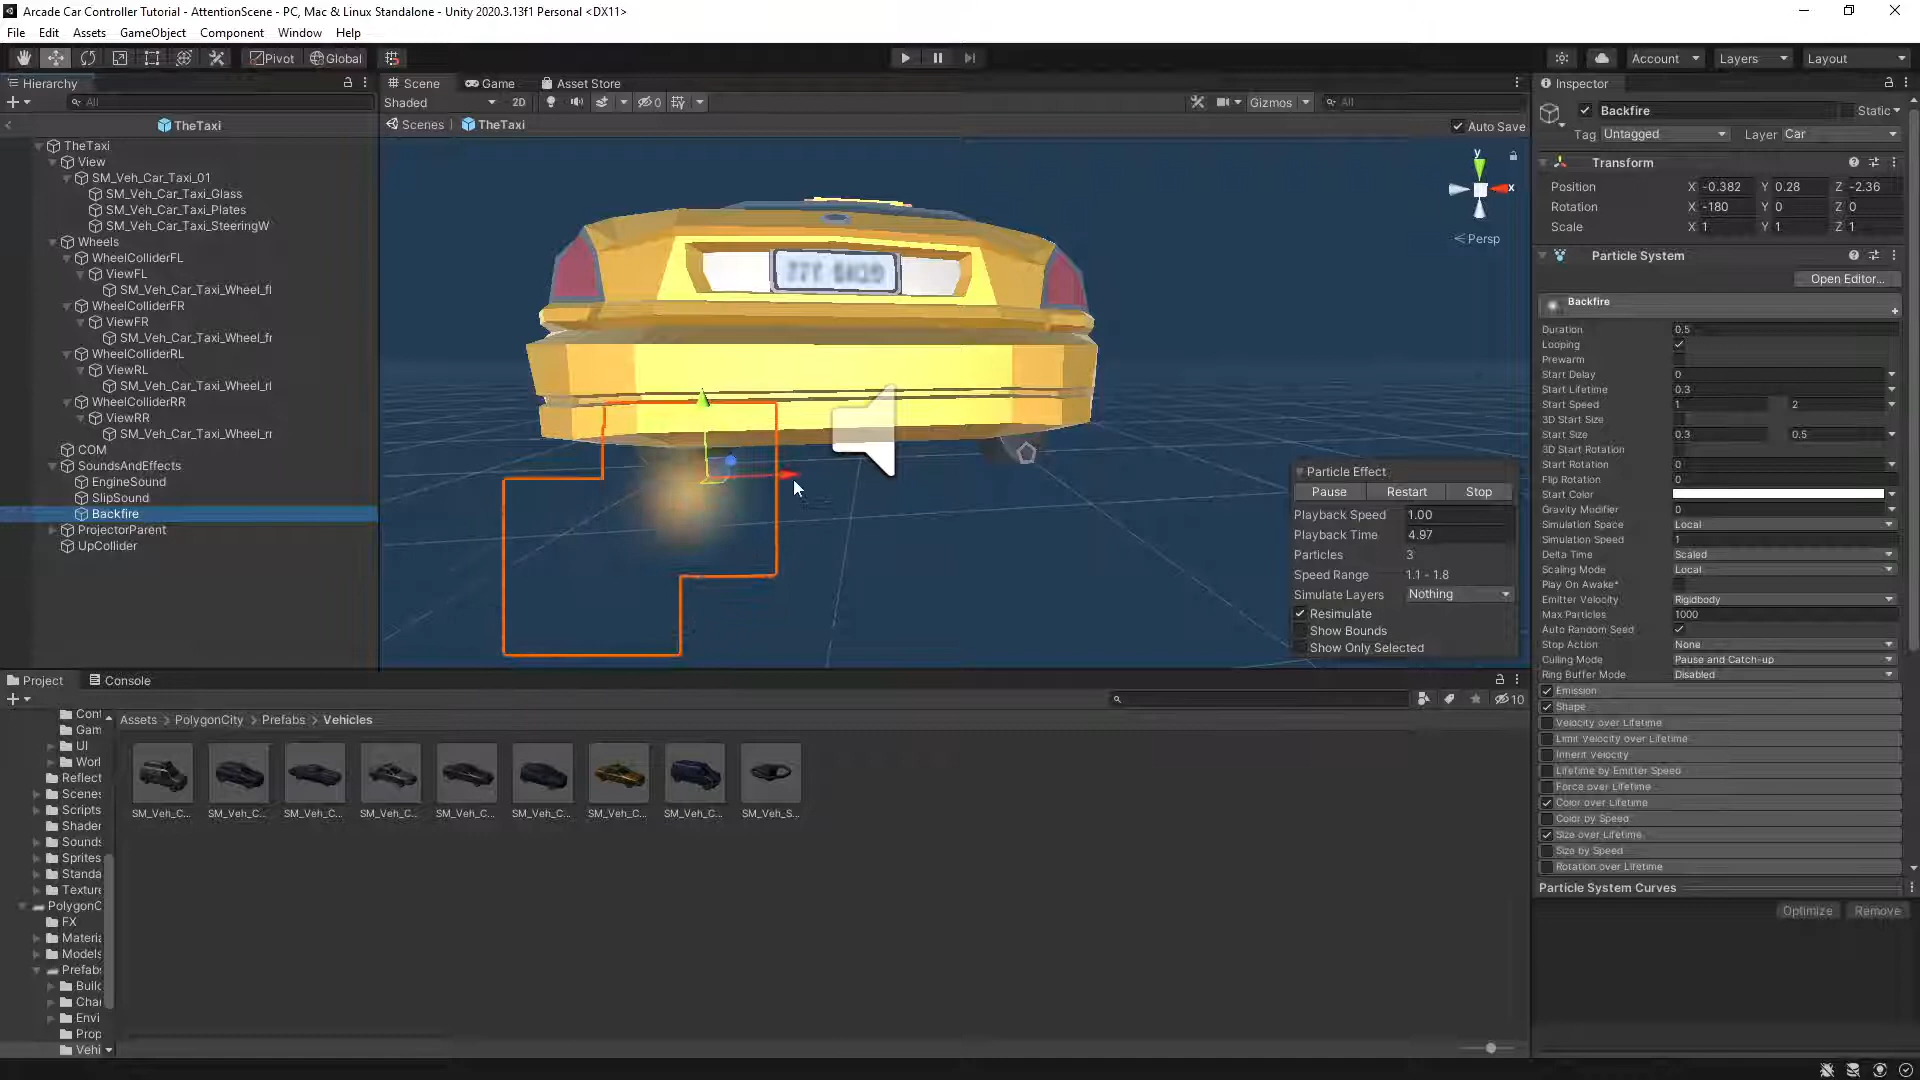 Arcade Car Controller Tutorial - AttentionScene - PC, Mac & Linux Standalone - Unity 2020.3.13f1 Personal <DX11>
File Edit Assets GameObject Component Window Help
Pivot Global Account Layers Layout
Hierarchy
All
TheTaxi
TheTaxi
View
SM_Veh_Car_Taxi_01
SM_Veh_Car_Taxi_Glass
SM_Veh_Car_Taxi_Plates
SM_Veh_Car_Taxi_SteeringW
Wheels
WheelColliderFL
ViewFL
SM_Veh_Car_Taxi_Wheel_fl
WheelColliderFR
ViewFR
SM_Veh_Car_Taxi_Wheel_fr
WheelColliderRL
ViewRL
SM_Veh_Car_Taxi_Wheel_rl
WheelColliderRR
ViewRR
SM_Veh_Car_Taxi_Wheel_rr
COM
SoundsAndEffects
EngineSound
SlipSound
Backfire
ProjectorParent
UpCollider
Scene Game Asset Store
Shaded 2D 0 Gizmos All
Scenes TheTaxi Auto Save
y
x
< Persp
Particle Effect
Pause Restart Stop
Playback Speed 1.00
Playback Time 4.97
Particles 3
Speed Range 1.1 - 1.8
Simulate Layers Nothing
Resimulate
Show Bounds
Show Only Selected
Inspector
Backfire Static
Tag Untagged Layer Car
Transform
Position X -0.382 Y 0.28 Z -2.36
Rotation X -180 Y 0 Z 0
Scale X 1 Y 1 Z 1
Particle System
Open Editor...
Backfire
Duration 0.5
Looping
Prewarm
Start Delay 0
Start Lifetime 0.3
Start Speed 1 2
3D Start Size
Start Size 0.3 0.5
3D Start Rotation
Start Rotation 0
Flip Rotation 0
Start Color
Gravity Modifier 0
Simulation Space Local
Simulation Speed 1
Delta Time Scaled
Scaling Mode Local
Play On Awake*
Emitter Velocity Rigidbody
Max Particles 1000
Auto Random Seed
Stop Action None
Culling Mode Pause and Catch-up
Ring Buffer Mode Disabled
Emission
Shape
Velocity over Lifetime
Limit Velocity over Lifetime
Inherit Velocity
Lifetime by Emitter Speed
Force over Lifetime
Color over Lifetime
Color by Speed
Size over Lifetime
Size by Speed
Rotation over Lifetime
Particle System Curves
Optimize Remove
Project Console
10
Cont
Gam
UI
Worl
Reflect
Scenes
Scripts
Shader
Sounds
Sprites
Standa
Texture
PolygonC
FX
Materia
Models
Prefabs
Builc
Char
Envi
Prop
Vehi
Assets > PolygonCity > Prefabs > Vehicles
SM_Veh_C... SM_Veh_C... SM_Veh_C... SM_Veh_C... SM_Veh_C... SM_Veh_C... SM_Veh_C... SM_Veh_C... SM_Veh_S...